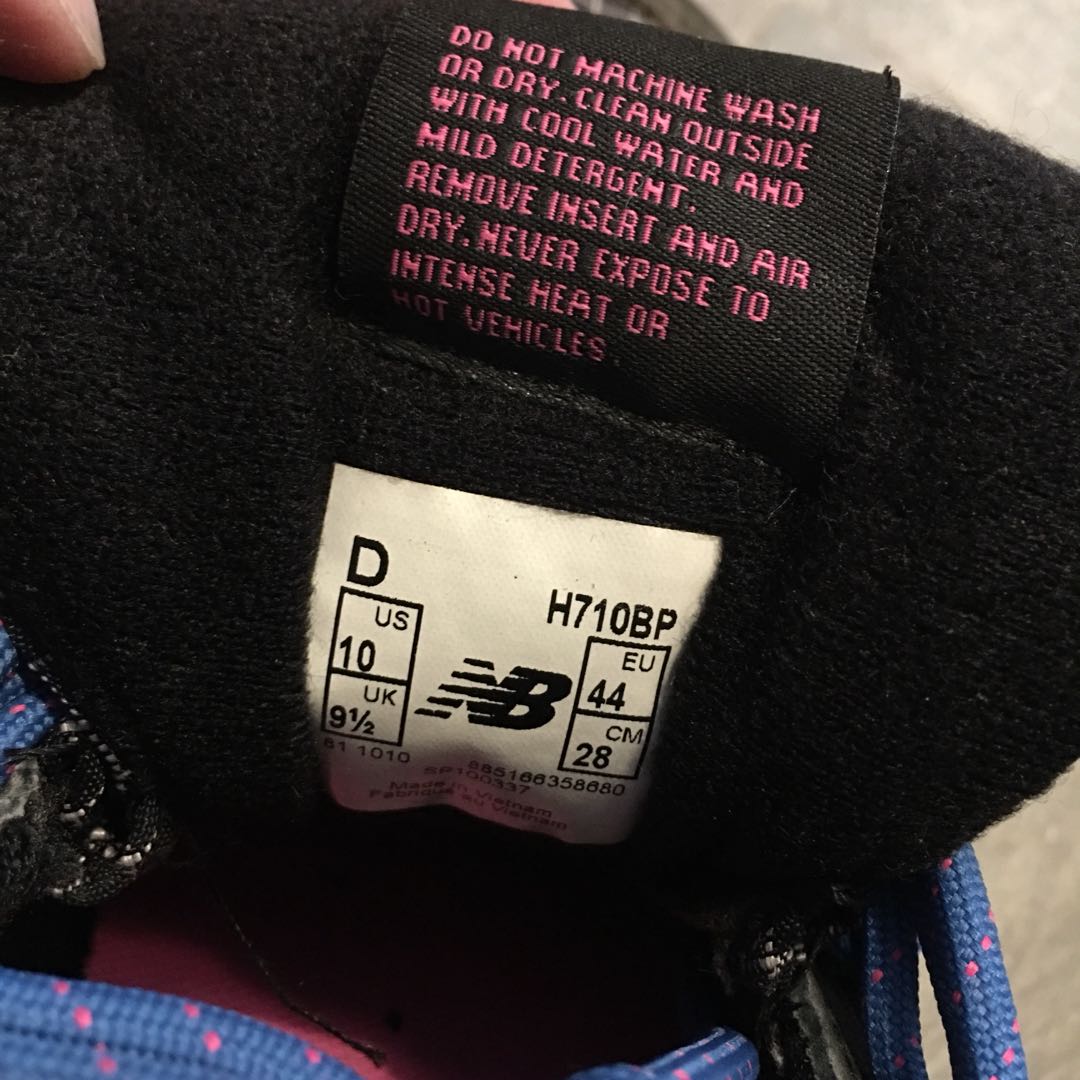 DO NOT MACHINE WASH
OR DRY. CLEAN OUTSIDE
WITH COOL WATER AND
MILD DETERGENT.
REMOVE INSERT AND AIR
DRY. NEVER EXPOSE TO
INTENSE HEAT OR
HOT VEHICLES
D
H710BP
US
10
UK
9½
NB
EU
44
CM
28
61 1010
885166358680
SP100337
Made in Vietnam
Fabriqué au Vietnam